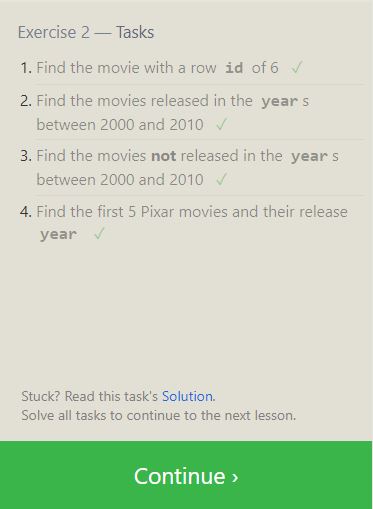 Exercise 2 — Tasks
1. Find the movie with a row id of 6 ✓
2. Find the movies released in the year s
between 2000 and 2010 ✓
3. Find the movies not released in the year s
between 2000 and 2010 ✓
4. Find the first 5 Pixar movies and their release
year ✓
Stuck? Read this task's Solution.
Solve all tasks to continue to the next lesson.
Continue ›